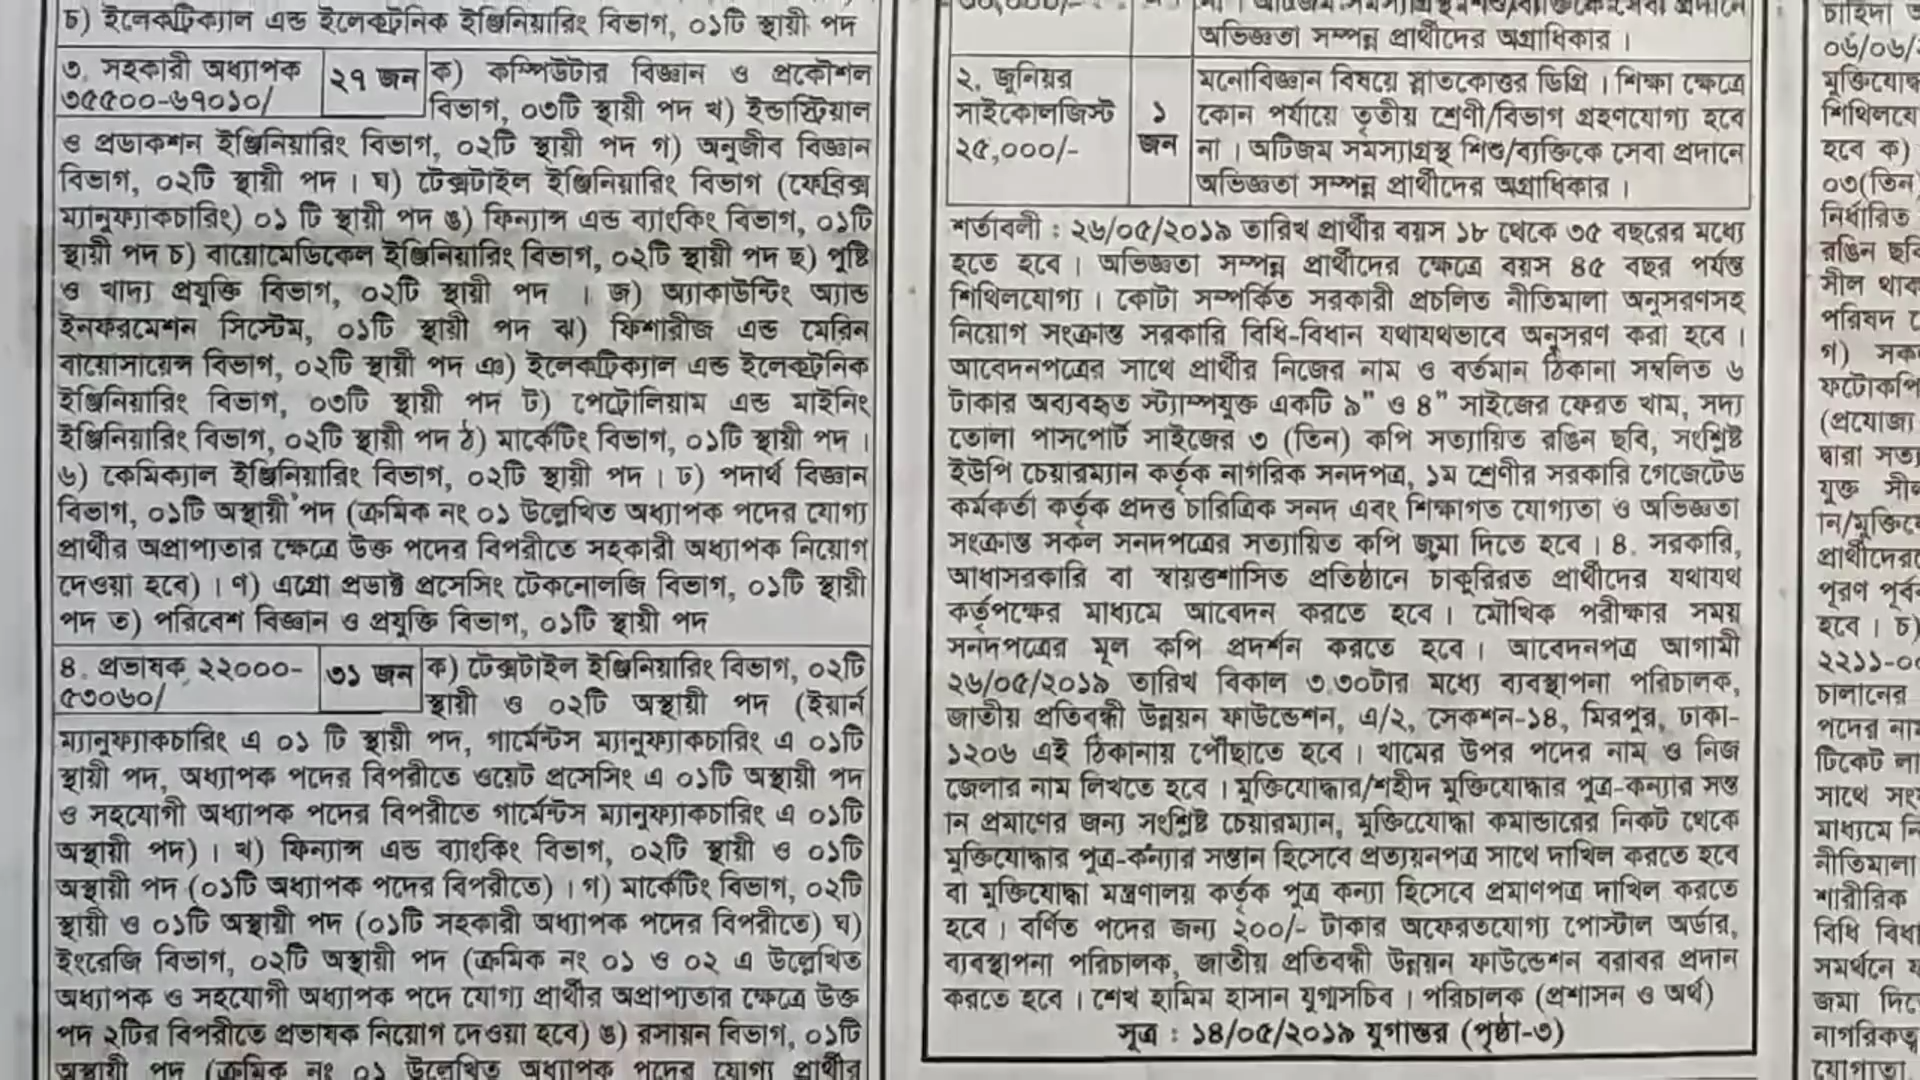 চ) ইলেকট্রিক্যাল এন্ড ইলেকট্রনিক ইঞ্জিনিয়ারিং বিভাগ, ০১টি স্থায়ী পদ
৩. সহকারী অধ্যাপক
৩৫৫০০-৬৭০১০/
২৭ জন
ক) কম্পিউটার বিজ্ঞান ও প্রকৌশল
বিভাগ, ০৩টি স্থায়ী পদ খ) ইন্ডাস্ট্রিয়াল
ও প্রডাকশন ইঞ্জিনিয়ারিং বিভাগ, ০২টি স্থায়ী পদ গ) অনুজীব বিজ্ঞান
বিভাগ, ০২টি স্থায়ী পদ । ঘ) টেক্সটাইল ইঞ্জিনিয়ারিং বিভাগ (ফেব্রিক্স
ম্যানুফ্যাকচারিং) ০১ টি স্থায়ী পদ ঙ) ফিন্যান্স এন্ড ব্যাংকিং বিভাগ, ০১টি
স্থায়ী পদ চ) বায়োমেডিকেল ইঞ্জিনিয়ারিং বিভাগ, ০২টি স্থায়ী পদ ছ) পুষ্টি
ও খাদ্য প্রযুক্তি বিভাগ, ০২টি স্থায়ী পদ । জ) অ্যাকাউন্টিং অ্যান্ড
ইনফরমেশন সিস্টেম, ০১টি স্থায়ী পদ ঝ) ফিশারীজ এন্ড মেরিন
বায়োসায়েন্স বিভাগ, ০২টি স্থায়ী পদ ঞ) ইলেকট্রিক্যাল এন্ড ইলেকট্রনিক
ইঞ্জিনিয়ারিং বিভাগ, ০৩টি স্থায়ী পদ ট) পেট্রোলিয়াম এন্ড মাইনিং
ইঞ্জিনিয়ারিং বিভাগ, ০২টি স্থায়ী পদ ঠ) মার্কেটিং বিভাগ, ০১টি স্থায়ী পদ ।
৬) কেমিক্যাল ইঞ্জিনিয়ারিং বিভাগ, ০২টি স্থায়ী পদ । ঢ) পদার্থ বিজ্ঞান
বিভাগ, ০১টি অস্থায়ী পদ (ক্রমিক নং ০১ উল্লেখিত অধ্যাপক পদের যোগ্য
প্রার্থীর অপ্রাপ্যতার ক্ষেত্রে উক্ত পদের বিপরীতে সহকারী অধ্যাপক নিয়োগ
দেওয়া হবে) । ণ) এগ্রো প্রডাক্ট প্রসেসিং টেকনোলজি বিভাগ, ০১টি স্থায়ী
পদ ত) পরিবেশ বিজ্ঞান ও প্রযুক্তি বিভাগ, ০১টি স্থায়ী পদ
৪. প্রভাষক ২২০০০-
৫৩০৬০/
৩১ জন
ক) টেক্সটাইল ইঞ্জিনিয়ারিং বিভাগ, ০২টি
স্থায়ী ও ০২টি অস্থায়ী পদ (ইয়ার্ন
ম্যানুফ্যাকচারিং এ ০১ টি স্থায়ী পদ, গার্মেন্টস ম্যানুফ্যাকচারিং এ ০১টি
স্থায়ী পদ, অধ্যাপক পদের বিপরীতে ওয়েট প্রসেসিং এ ০১টি অস্থায়ী পদ
ও সহযোগী অধ্যাপক পদের বিপরীতে গার্মেন্টস ম্যানুফ্যাকচারিং এ ০১টি
অস্থায়ী পদ) । খ) ফিন্যান্স এন্ড ব্যাংকিং বিভাগ, ০২টি স্থায়ী ও ০১টি
অস্থায়ী পদ (০১টি অধ্যাপক পদের বিপরীতে) । গ) মার্কেটিং বিভাগ, ০২টি
স্থায়ী ও ০১টি অস্থায়ী পদ (০১টি সহকারী অধ্যাপক পদের বিপরীতে) ঘ)
ইংরেজি বিভাগ, ০২টি অস্থায়ী পদ (ক্রমিক নং ০১ ও ০২ এ উল্লেখিত
অধ্যাপক ও সহযোগী অধ্যাপক পদে যোগ্য প্রার্থীর অপ্রাপ্যতার ক্ষেত্রে উক্ত
পদ ২টির বিপরীতে প্রভাষক নিয়োগ দেওয়া হবে) ঙ) রসায়ন বিভাগ, ০১টি
অস্থায়ী পদ (ক্রমিক নং ০১ উল্লেখিত অধ্যাপক পদের যোগ্য প্রার্থীর
অভিজ্ঞতা সম্পন্ন প্রার্থীদের অগ্রাধিকার ।
২. জুনিয়র
সাইকোলজিস্ট
২৫,০০০/-
১
জন
মনোবিজ্ঞান বিষয়ে স্নাতকোত্তর ডিগ্রি । শিক্ষা ক্ষেত্রে
কোন পর্যায়ে তৃতীয় শ্রেণী/বিভাগ গ্রহণযোগ্য হবে
না । অটিজম সমস্যাগ্রস্থ শিশু/ব্যক্তিকে সেবা প্রদানে
অভিজ্ঞতা সম্পন্ন প্রার্থীদের অগ্রাধিকার ।
শর্তাবলী : ২৬/০৫/২০১৯ তারিখ প্রার্থীর বয়স ১৮ থেকে ৩৫ বছরের মধ্যে
হতে হবে । অভিজ্ঞতা সম্পন্ন প্রার্থীদের ক্ষেত্রে বয়স ৪৫ বছর পর্যন্ত
শিথিলযোগ্য । কোটা সম্পর্কিত সরকারী প্রচলিত নীতিমালা অনুসরণসহ
নিয়োগ সংক্রান্ত সরকারি বিধি-বিধান যথাযথভাবে অনুসরণ করা হবে ।
আবেদনপত্রের সাথে প্রার্থীর নিজের নাম ও বর্তমান ঠিকানা সম্বলিত ৬
টাকার অব্যবহৃত স্ট্যাম্পযুক্ত একটি ৯" ও ৪" সাইজের ফেরত খাম, সদ্য
তোলা পাসপোর্ট সাইজের ৩ (তিন) কপি সত্যায়িত রঙিন ছবি, সংশ্লিষ্ট
ইউপি চেয়ারম্যান কর্তৃক নাগরিক সনদপত্র, ১ম শ্রেণীর সরকারি গেজেটেড
কর্মকর্তা কর্তৃক প্রদত্ত চারিত্রিক সনদ এবং শিক্ষাগত যোগ্যতা ও অভিজ্ঞতা
সংক্রান্ত সকল সনদপত্রের সত্যায়িত কপি জমা দিতে হবে । ৪. সরকারি,
আধাসরকারি বা স্বায়ত্তশাসিত প্রতিষ্ঠানে চাকুরিরত প্রার্থীদের যথাযথ
কর্তৃপক্ষের মাধ্যমে আবেদন করতে হবে । মৌখিক পরীক্ষার সময়
সনদপত্রের মূল কপি প্রদর্শন করতে হবে । আবেদনপত্র আগামী
২৬/০৫/২০১৯ তারিখ বিকাল ৩.৩০টার মধ্যে ব্যবস্থাপনা পরিচালক,
জাতীয় প্রতিবন্ধী উন্নয়ন ফাউন্ডেশন, এ/২, সেকশন-১৪, মিরপুর, ঢাকা-
১২০৬ এই ঠিকানায় পৌঁছাতে হবে । খামের উপর পদের নাম ও নিজ
জেলার নাম লিখতে হবে । মুক্তিযোদ্ধার/শহীদ মুক্তিযোদ্ধার পুত্র-কন্যার সন্ত
ান প্রমাণের জন্য সংশ্লিষ্ট চেয়ারম্যান, মুক্তিযোদ্ধা কমান্ডারের নিকট থেকে
মুক্তিযোদ্ধার পুত্র-কন্যার সন্তান হিসেবে প্রত্যয়নপত্র সাথে দাখিল করতে হবে
বা মুক্তিযোদ্ধা মন্ত্রণালয় কর্তৃক পুত্র কন্যা হিসেবে প্রমাণপত্র দাখিল করতে
হবে । বর্ণিত পদের জন্য ২০০/- টাকার অফেরতযোগ্য পোস্টাল অর্ডার,
ব্যবস্থাপনা পরিচালক, জাতীয় প্রতিবন্ধী উন্নয়ন ফাউন্ডেশন বরাবর প্রদান
করতে হবে । শেখ হামিম হাসান যুগ্মসচিব । পরিচালক (প্রশাসন ও অর্থ)
সূত্র : ১৪/০৫/২০১৯ যুগান্তর (পৃষ্ঠা-৩)
চাহিদা
০৬/০৬/
মুক্তিযোদ্ধ
শিথিলযে
হবে ক)
০৩(তিন)
নির্ধারিত
রঙিন ছবি
সীল থাক
পরিষদ
গ) সক
ফটোকপি
(প্রযোজ্য
দ্বারা সত্য
যুক্ত সীল
ান/মুক্তিযে
প্রার্থীদের
পূরণ পূর্ব
হবে । চ)
২২১১-০
চালানের
পদের নাম
টিকেট লা
সাথে সং
মাধ্যমে নি
নীতিমালা
শারীরিক
বিধি বিধা
সমর্থনে য
জমা দি
নাগরিকত্ব
যোগ্যতা